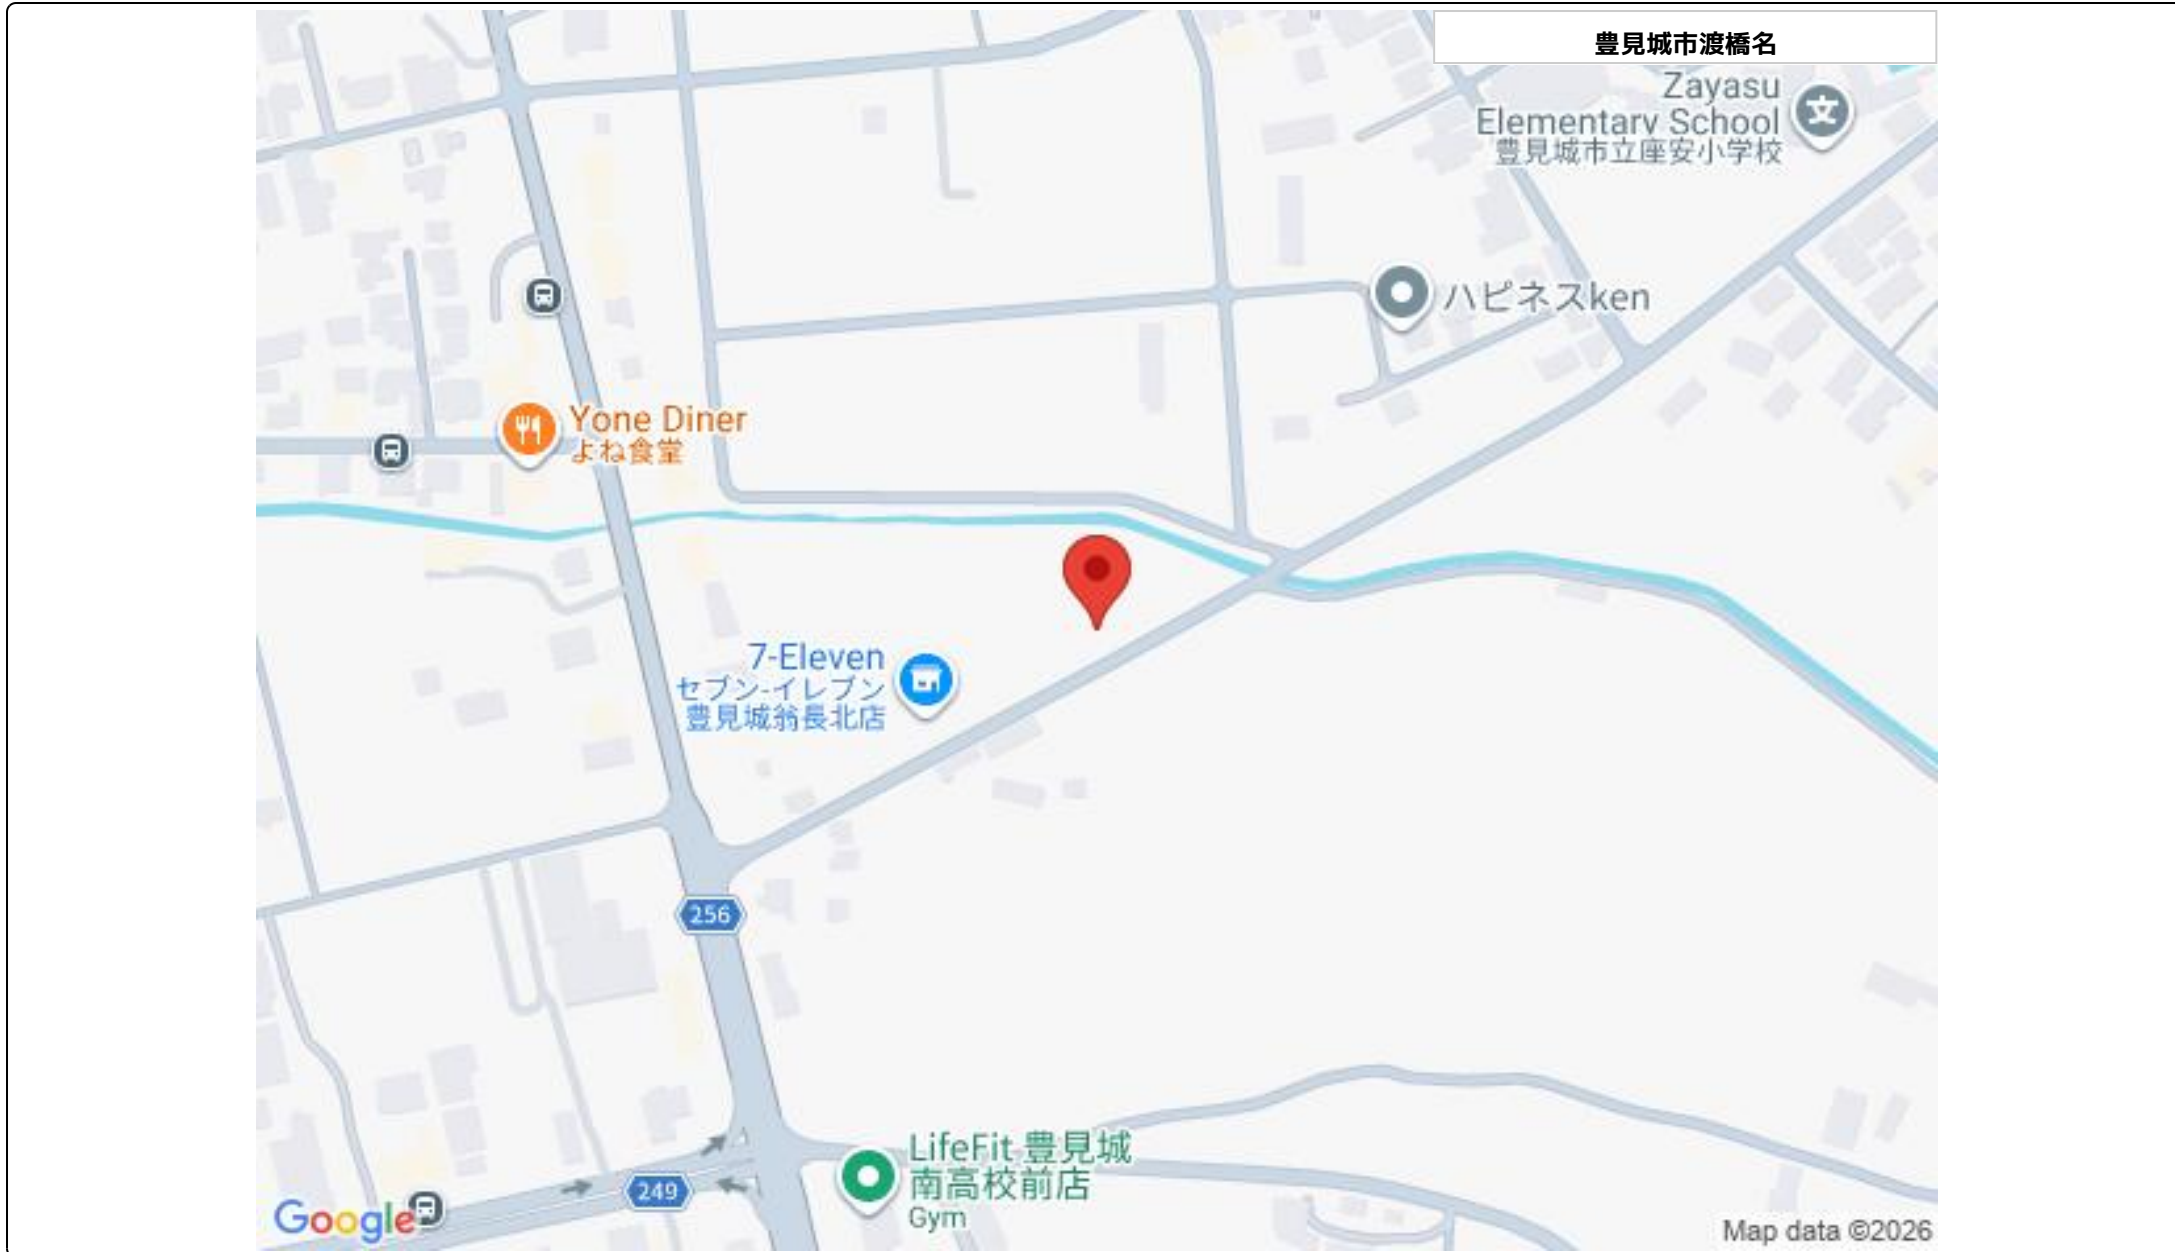 豊見城市渡橋名
Zayasu
Elementary School
豊見城市立座安小学校
ハピネスken
Yone Diner
よね食堂
7-Eleven
セブン-イレブン
豊見城翁長北店
256
LifeFit 豊見城
南高校前店
Gym
249
Google
Map data ©2026